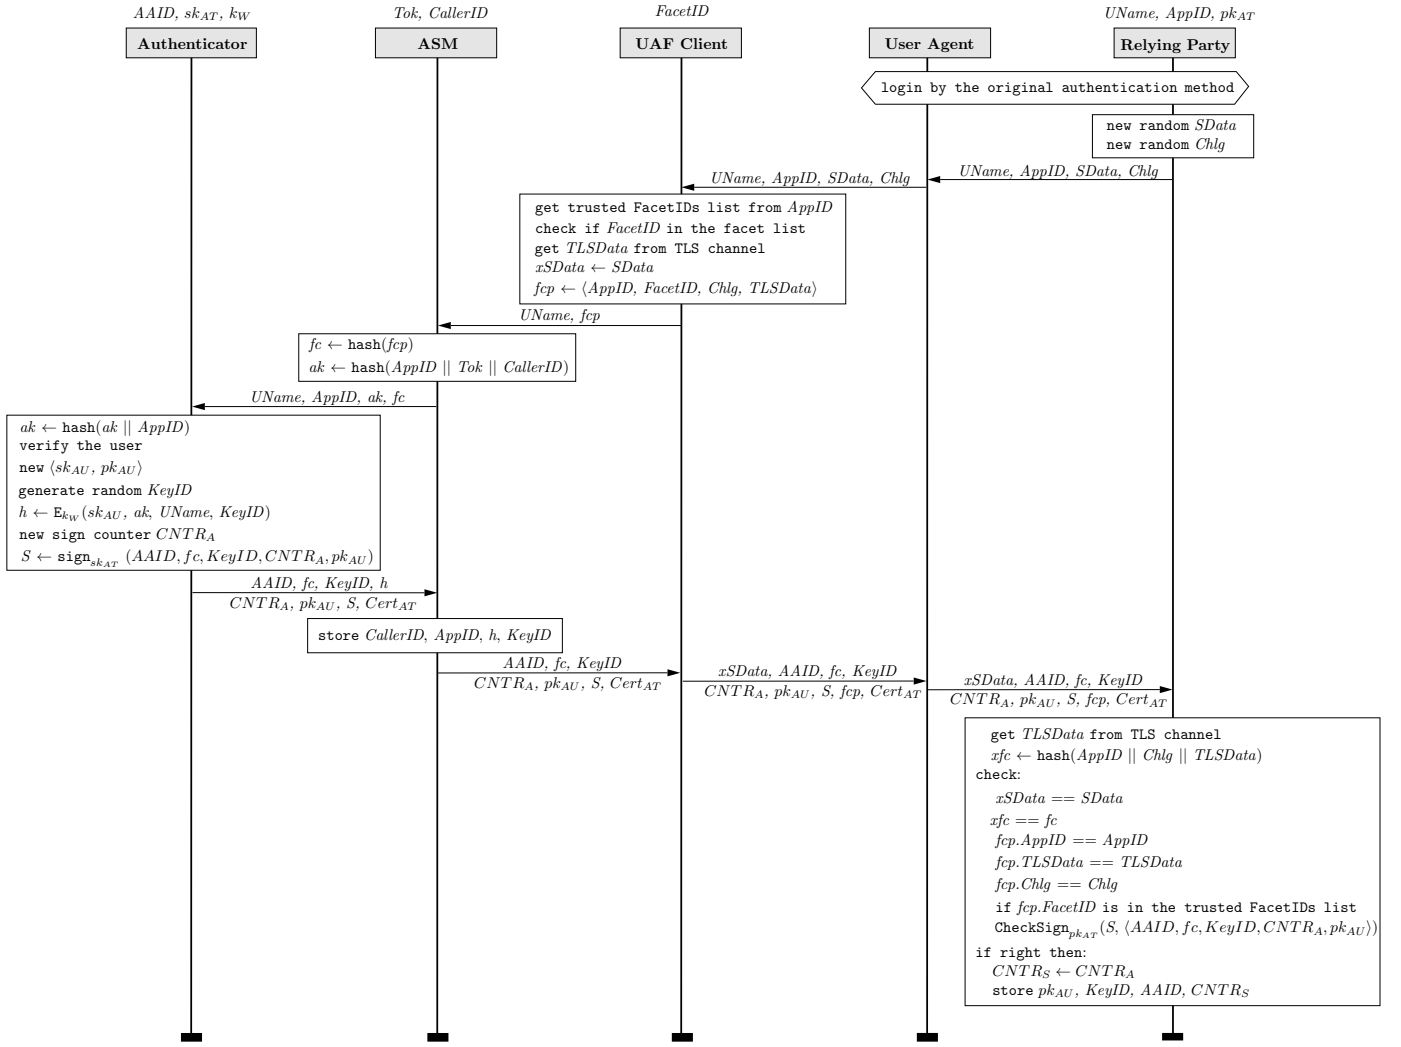 AAID, sk_AT, k_W
Tok, CallerID
FacetID
UName, AppID, pk_AT
Authenticator
ASM
UAF Client
User Agent
Relying Party
login by the original authentication method
new random SData
new random Chlg
UName, AppID, SData, Chlg
UName, AppID, SData, Chlg
get trusted FacetIDs list from AppID
check if FacetID in the facet list
get TLSData from TLS channel
xSData ← SData
fcp ← ⟨AppID, FacetID, Chlg, TLSData⟩
UName, fcp
fc ← hash(fcp)
ak ← hash(AppID || Tok || CallerID)
UName, AppID, ak, fc
ak ← hash(ak || AppID)
verify the user
new ⟨sk_AU, pk_AU⟩
generate random KeyID
h ← E_kW(sk_AU, ak, UName, KeyID)
new sign counter CNTR_A
S ← sign_skAT (AAID, fc, KeyID, CNTR_A, pk_AU)
AAID, fc, KeyID, h
CNTR_A, pk_AU, S, Cert_AT
store CallerID, AppID, h, KeyID
AAID, fc, KeyID
CNTR_A, pk_AU, S, Cert_AT
xSData, AAID, fc, KeyID
CNTR_A, pk_AU, S, fcp, Cert_AT
xSData, AAID, fc, KeyID
CNTR_A, pk_AU, S, fcp, Cert_AT
get TLSData from TLS channel
xfc ← hash(AppID || Chlg || TLSData)
check:
xSData == SData
xfc == fc
fcp.AppID == AppID
fcp.TLSData == TLSData
fcp.Chlg == Chlg
if fcp.FacetID is in the trusted FacetIDs list
CheckSign_pkAT(S, ⟨AAID, fc, KeyID, CNTR_A, pk_AU⟩)
if right then:
CNTR_S ← CNTR_A
store pk_AU, KeyID, AAID, CNTR_S